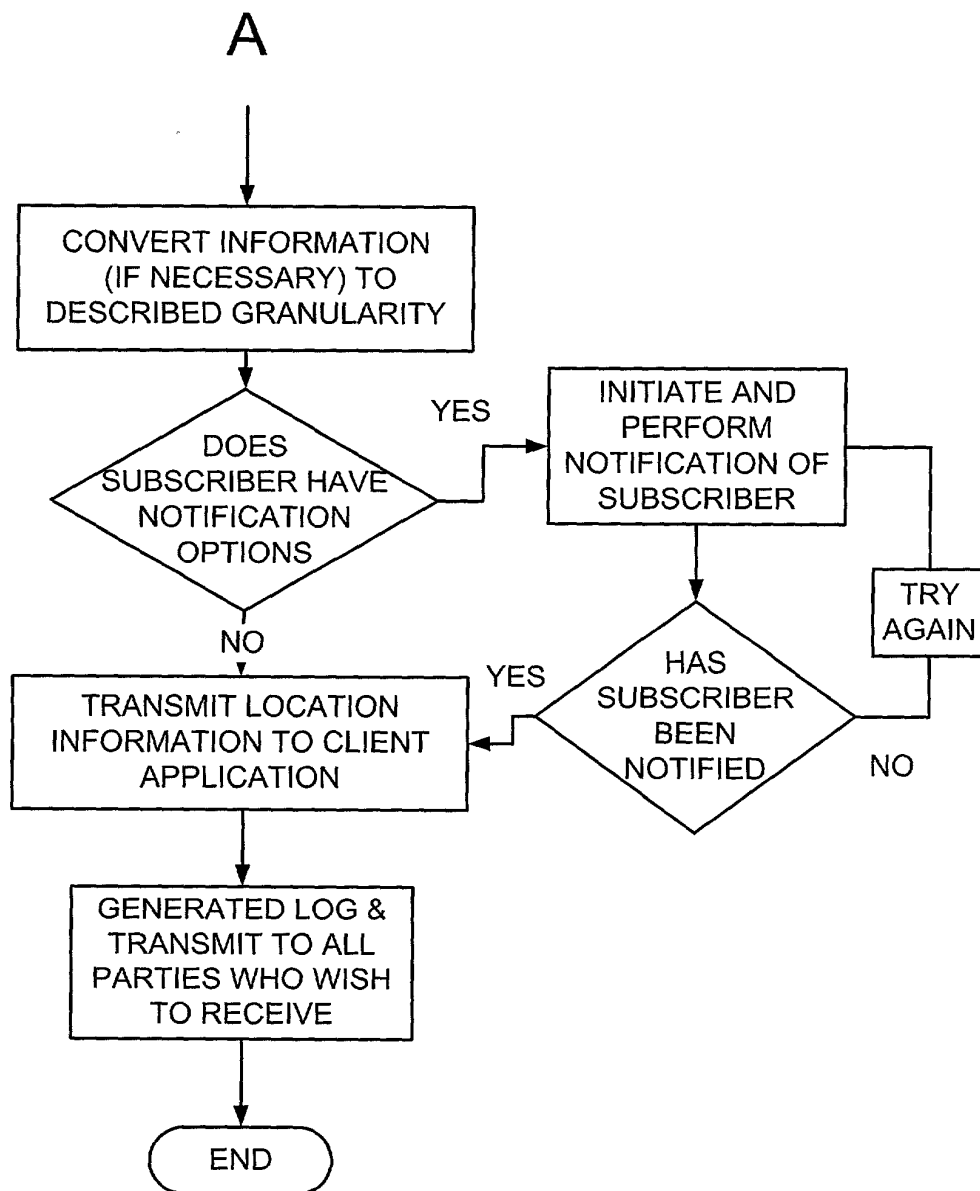 A
CONVERT INFORMATION
(IF NECESSARY) TO
DESCRIBED GRANULARITY
DOES
SUBSCRIBER HAVE
NOTIFICATION
OPTIONS
YES
INITIATE AND
PERFORM
NOTIFICATION OF
SUBSCRIBER
TRY
AGAIN
HAS
SUBSCRIBER
BEEN
NOTIFIED
NO
YES
NO
TRANSMIT LOCATION
INFORMATION TO CLIENT
APPLICATION
GENERATED LOG &
TRANSMIT TO ALL
PARTIES WHO WISH
TO RECEIVE
END